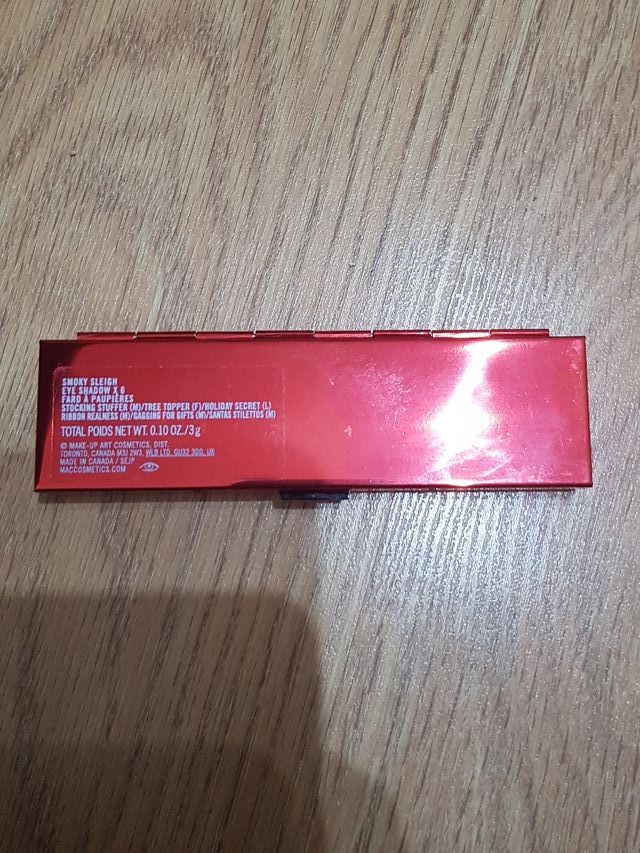 SMOKY SLEIGH
EYE SHADOW X 6
FARD À PAUPIÈRES
STOCKING STUFFER (M)/TREE TOPPER (F)/HOLIDAY SECRET (L)
RIBBON REALNESS (M)/GAGGING FOR GIFTS (M)/SANTAS STILETTOS (M)
TOTAL POIDS NET WT. 0.10 OZ./3g
© MAKE-UP ART COSMETICS, DIST.
TORONTO, CANADA M3J 2W3, WLB LTD. GU32 3DD, UK
MADE IN CANADA / SEJP
MACCOSMETICS.COM